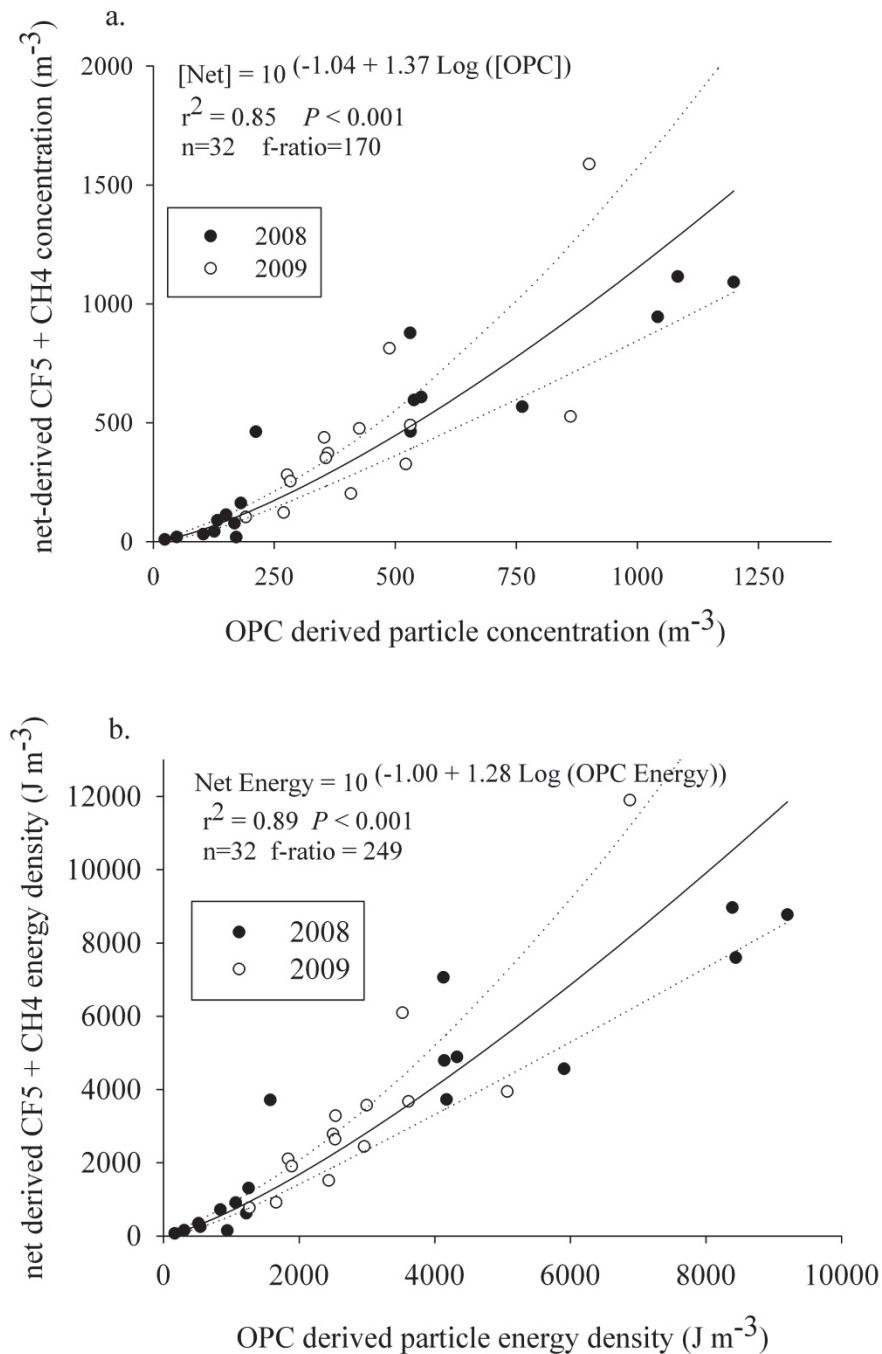 a.
[Net] = 10 (-1.04 + 1.37 Log ([OPC])
r2 = 0.85 P < 0.001
n=32 f-ratio=170
2008
2009
net-derived CF5 + CH4 concentration (m-3)
2000
1500
1000
500
0
0 250 500 750 1000 1250
OPC derived particle concentration (m-3)
b.
Net Energy = 10 (-1.00 + 1.28 Log (OPC Energy))
r2 = 0.89 P < 0.001
n=32 f-ratio = 249
2008
2009
net derived CF5 + CH4 energy density (J m-3)
12000
10000
8000
6000
4000
2000
0
0 2000 4000 6000 8000 10000
OPC derived particle energy density (J m-3)